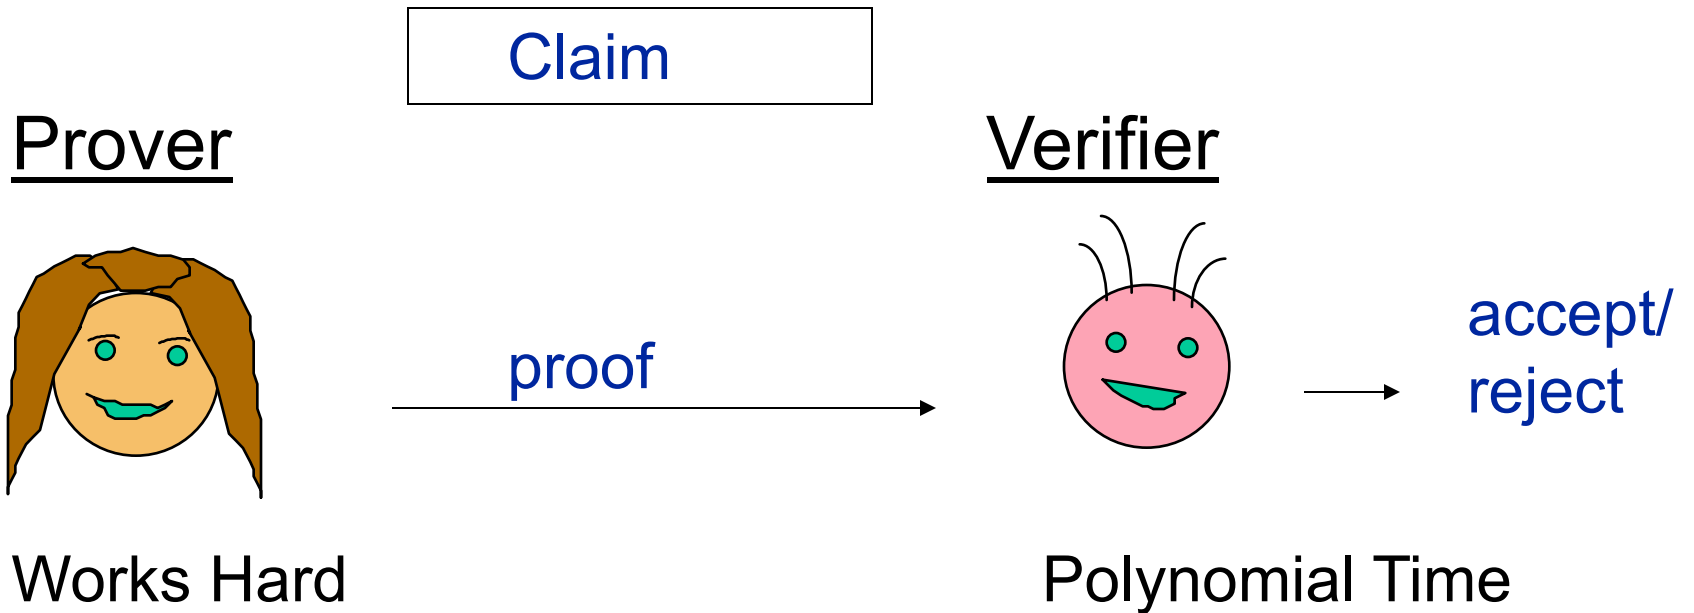 Claim
Prover
Verifier
proof
accept/
reject
Works Hard
Polynomial Time